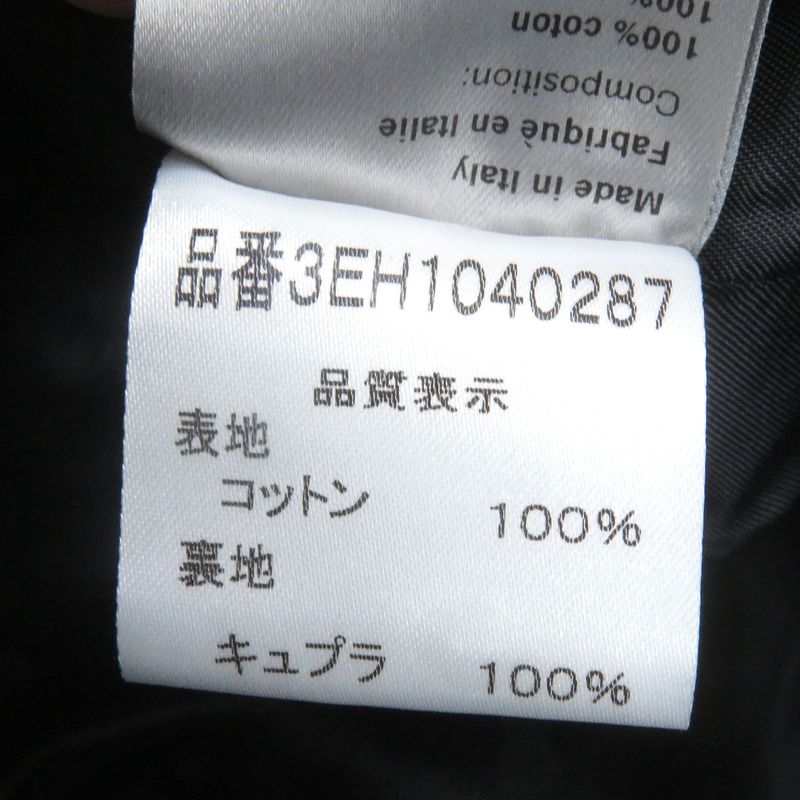 Made in Italy
Fabriqué en Italie
Composition:
100% coton
100%
品番3EH1040287
品質表示
表地
コットン 100%
裏地
キュプラ 100%